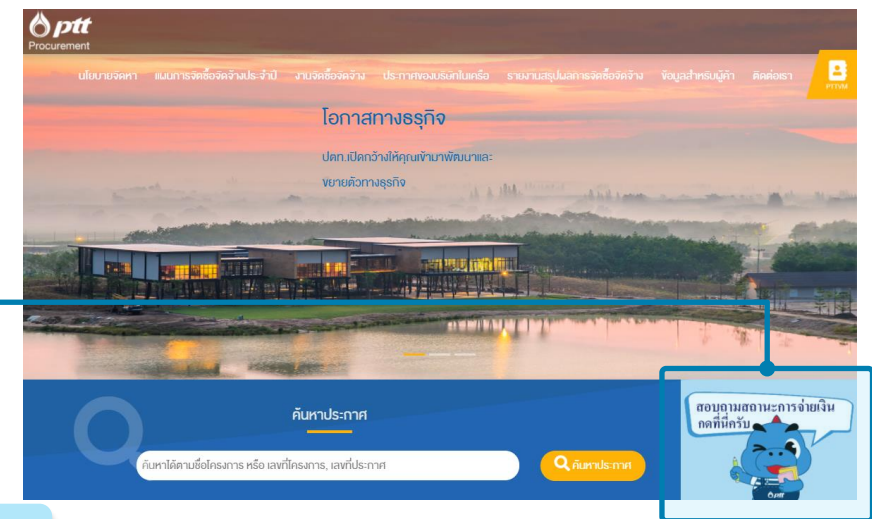 ptt
Procurement
นโยบายจัดหา แผนการจัดซื้อจัดจ้างประจำปี งานจัดซื้อจัดจ้าง ประกาศของบริษัทในเครือ รายงานสรุปผลการจัดซื้อจัดจ้าง ข้อมูลสำหรับผู้ค้า ติดต่อเรา
PTTVM
โอกาสทางธุรกิจ
ปตท.เปิดกว้างให้คุณเข้ามาพัฒนาและ
ขยายตัวทางธุรกิจ
ค้นหาประกาศ
ค้นหาได้ตามชื่อโครงการ หรือ เลขที่โครงการ, เลขที่ประกาศ
ค้นหาประกาศ
สอบถามสถานะการจ่ายเงิน
กดที่นี่ครับ
ptt